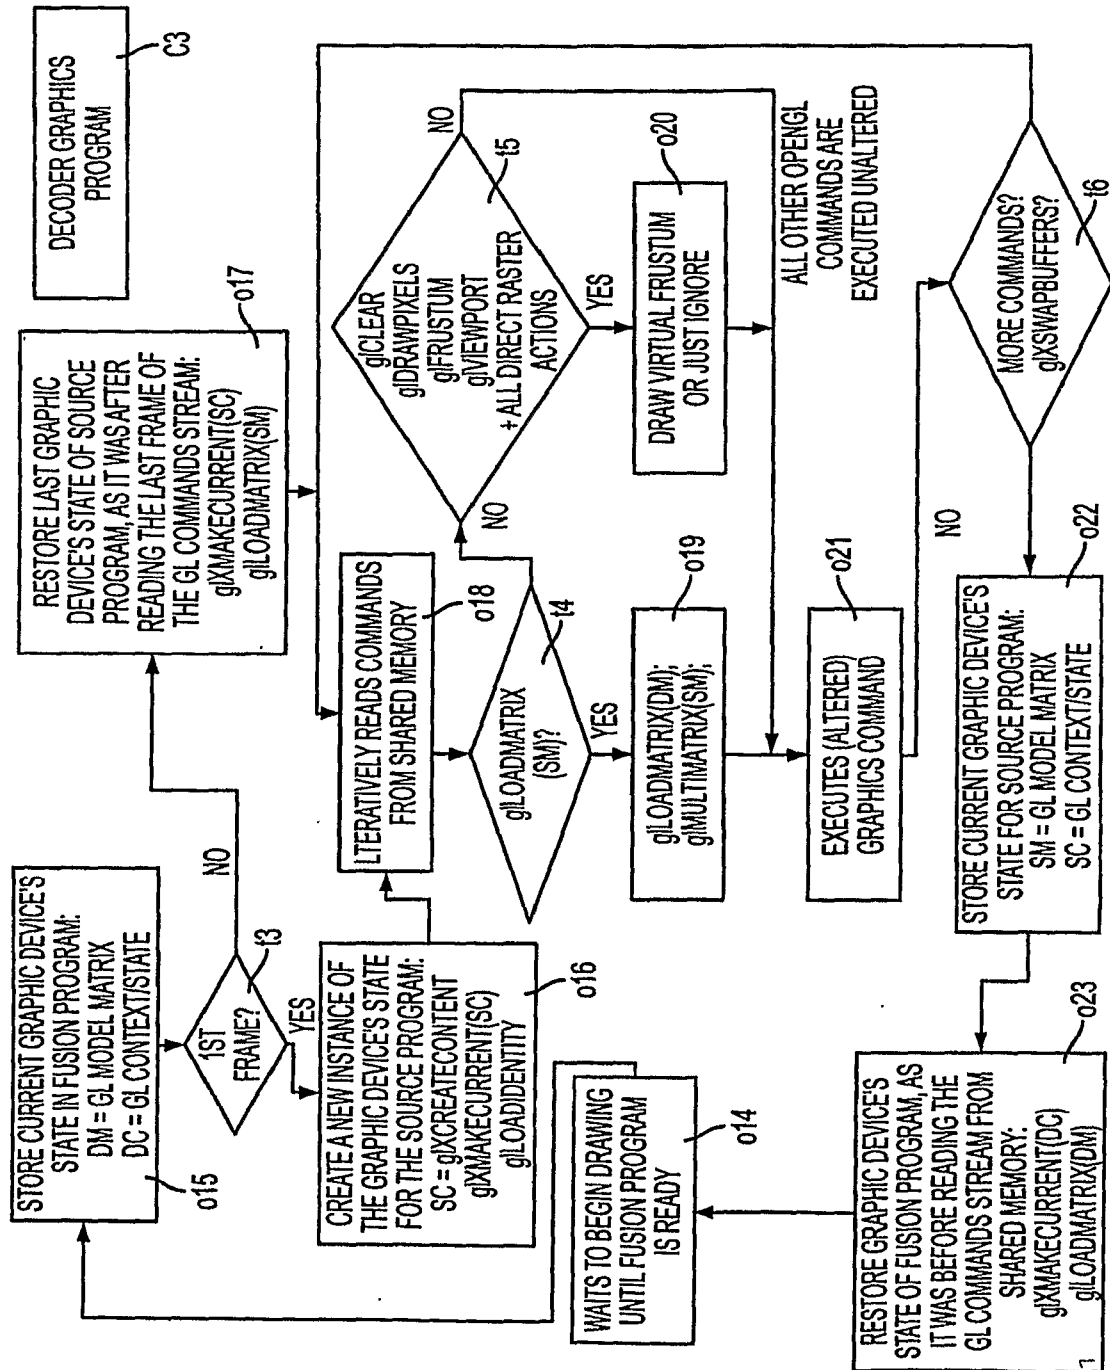 DECODER GRAPHICS
PROGRAM
C3
STORE CURRENT GRAPHIC DEVICE'S
STATE IN FUSION PROGRAM:
DM = GL MODEL MATRIX
DC = GL CONTEXT/STATE
o15
1ST
FRAME?
t3
NO
YES
RESTORE LAST GRAPHIC
DEVICE'S STATE OF SOURCE
PROGRAM, AS IT WAS AFTER
READING THE LAST FRAME OF
THE GL COMMANDS STREAM:
glXMAKECURRENT(SC)
glLOADMATRIX(SM)
o17
CREATE A NEW INSTANCE OF
THE GRAPHIC DEVICE'S STATE
FOR THE SOURCE PROGRAM:
SC = glXCREATECONTENT
glXMAKECURRENT(SC)
glLOADIDENTITY
o16
LTERATIVELY READS COMMANDS
FROM SHARED MEMORY
o18
glLOADMATRIX
(SM)?
t4
NO
YES
glCLEAR
glDRAWPIXELS
glFRUSTUM
glVIEWPORT
+ ALL DIRECT RASTER
ACTIONS
t5
NO
YES
DRAW VIRTUAL FRUSTUM
OR JUST IGNORE
o20
glLOADMATRIX(DM);
glMULTIMATRIX(SM);
o19
ALL OTHER OPENGL
COMMANDS ARE
EXECUTED UNALTERED
EXECUTES (ALTERED)
GRAPHICS COMMAND
o21
NO
MORE COMMANDS?
glXSWAPBUFFERS?
t6
STORE CURRENT GRAPHIC DEVICE'S
STATE FOR SOURCE PROGRAM:
SM = GL MODEL MATRIX
SC = GL CONTEXT/STATE
o22
RESTORE GRAPHIC DEVICE'S
STATE OF FUSION PROGRAM, AS
IT WAS BEFORE READING THE
GL COMMANDS STREAM FROM
SHARED MEMORY:
glXMAKECURRENT(DC)
glLOADMATRIX(DM)
o23
WAITS TO BEGIN DRAWING
UNTIL FUSION PROGRAM
IS READY
o14